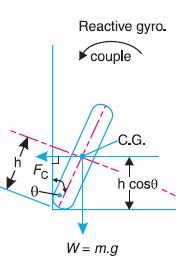 Reactive gyro.
couple
C.G.
h
F_C
θ
h cosθ
W = m.g